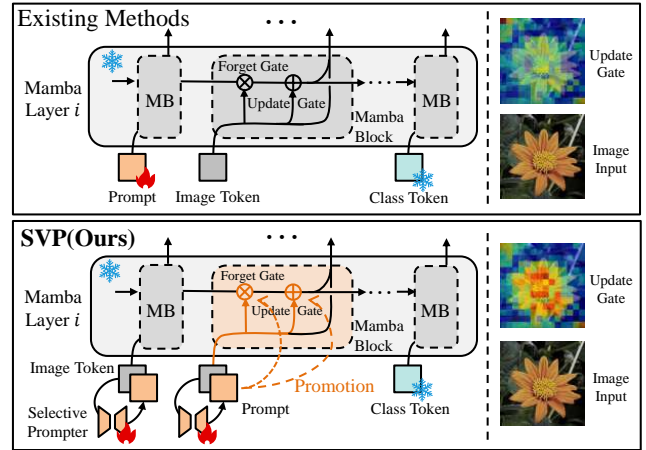 Existing Methods
...
Forget Gate
Mamba
Layer i
MB
Update
Gate
...
MB
Mamba
Block
Prompt
Image Token
Class Token
Update
Gate
Image
Input
SVP(Ours)
...
Forget Gate
Mamba
Layer i
MB
Update
Gate
...
MB
Mamba
Block
Image Token
Selective
Prompter
Prompt
Promotion
Class Token
Update
Gate
Image
Input